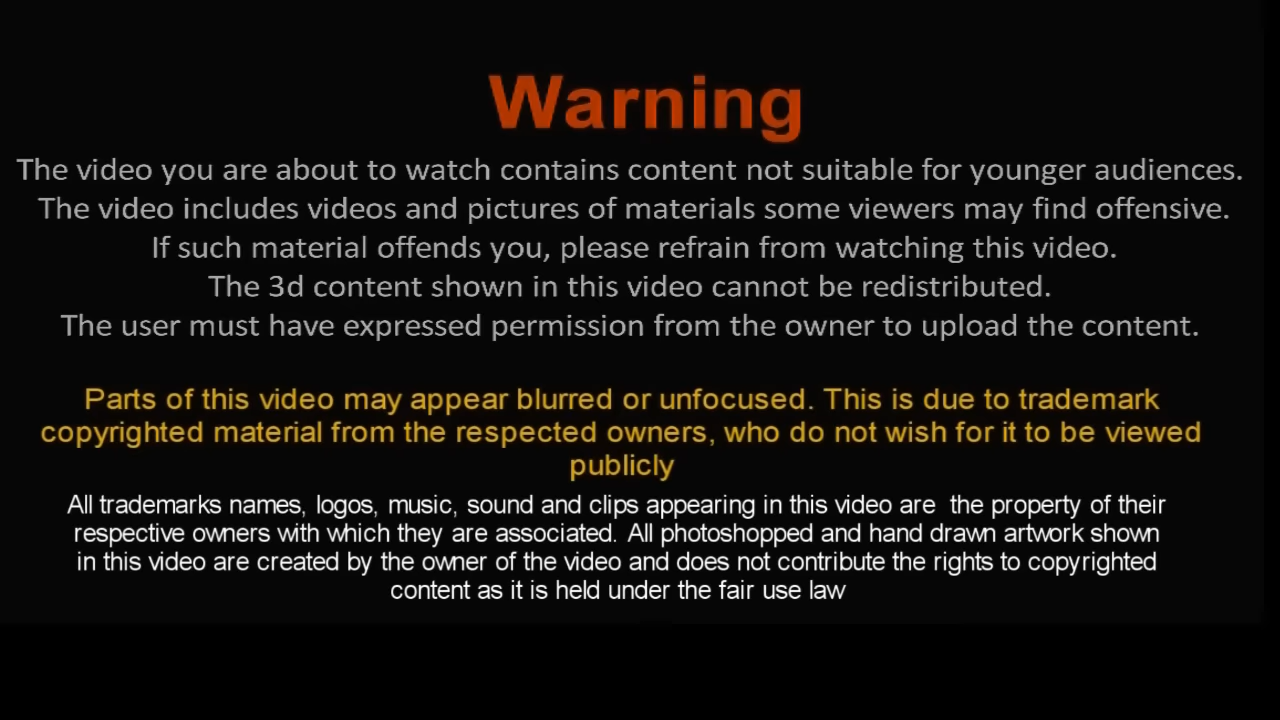 Warning
The video you are about to watch contains content not suitable for younger audiences.
The video includes videos and pictures of materials some viewers may find offensive.
If such material offends you, please refrain from watching this video.
The 3d content shown in this video cannot be redistributed.
The user must have expressed permission from the owner to upload the content.
Parts of this video may appear blurred or unfocused. This is due to trademark
copyrighted material from the respected owners, who do not wish for it to be viewed
publicly
All trademarks names, logos, music, sound and clips appearing in this video are  the property of their
respective owners with which they are associated. All photoshopped and hand drawn artwork shown
in this video are created by the owner of the video and does not contribute the rights to copyrighted
content as it is held under the fair use law